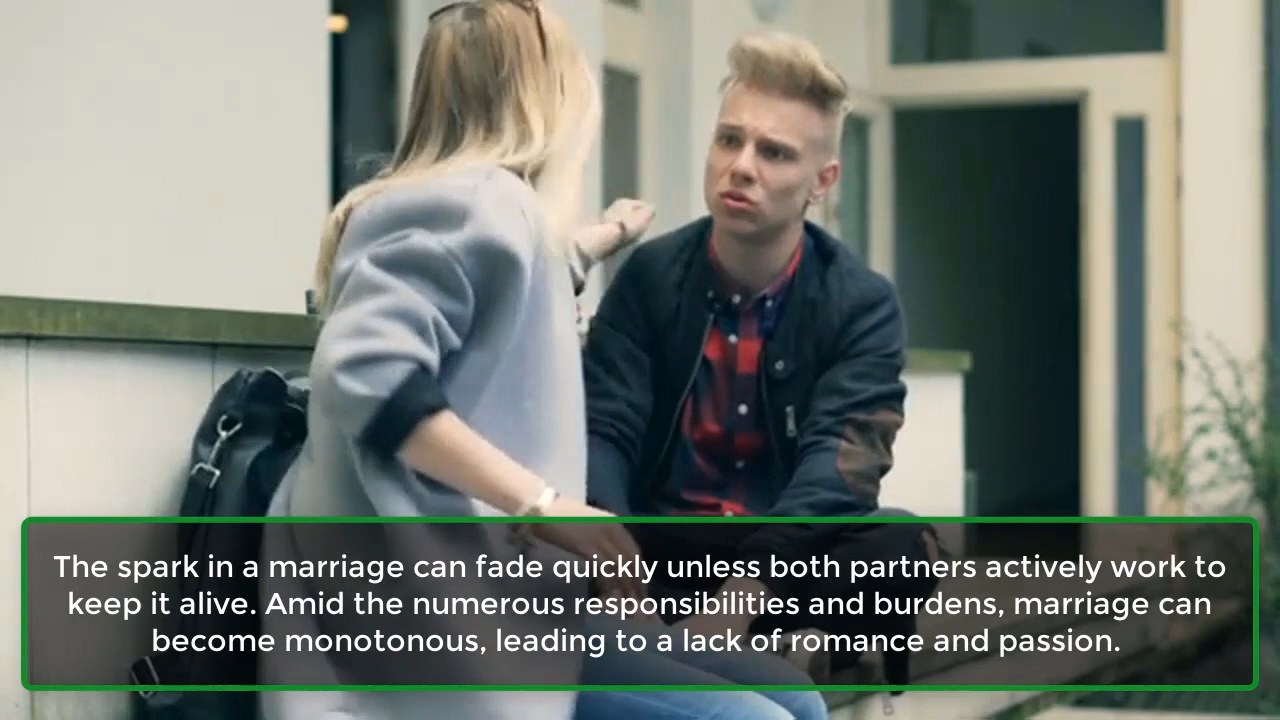 The spark in a marriage can fade quickly unless both partners actively work to
keep it alive. Amid the numerous responsibilities and burdens, marriage can
become monotonous, leading to a lack of romance and passion.